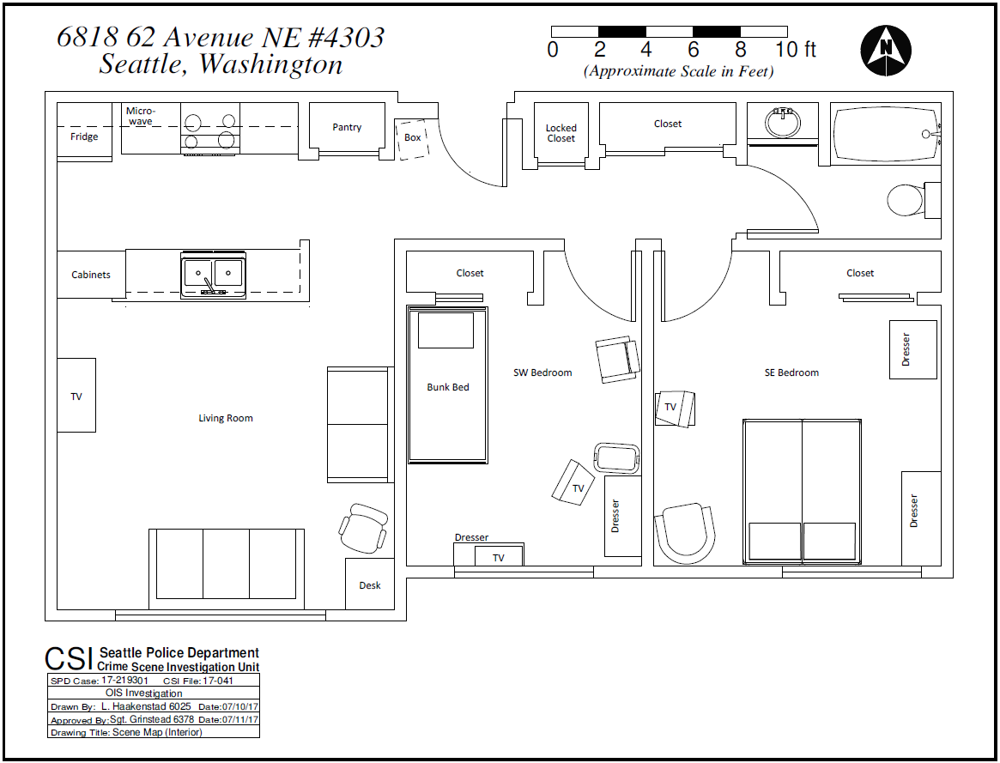 6818 62 Avenue NE #4303
Seattle, Washington
0 2 4 6 8 10 ft
(Approximate Scale in Feet)
N
Fridge
Micro-
wave
Pantry
Box
Locked
Closet
Closet
Cabinets
Closet
Closet
TV
Living Room
Bunk Bed
SW Bedroom
SE Bedroom
Dresser
TV
TV
Dresser
Dresser
Dresser
TV
Desk
CSI Seattle Police Department
Crime Scene Investigation Unit
SPD Case: 17-219301 CSI File: 17-041
OIS Investigation
Drawn By: L. Haakenstad 6025 Date:07/10/17
Approved By:Sgt. Grinstead 6378 Date:07/11/17
Drawing Title: Scene Map (Interior)